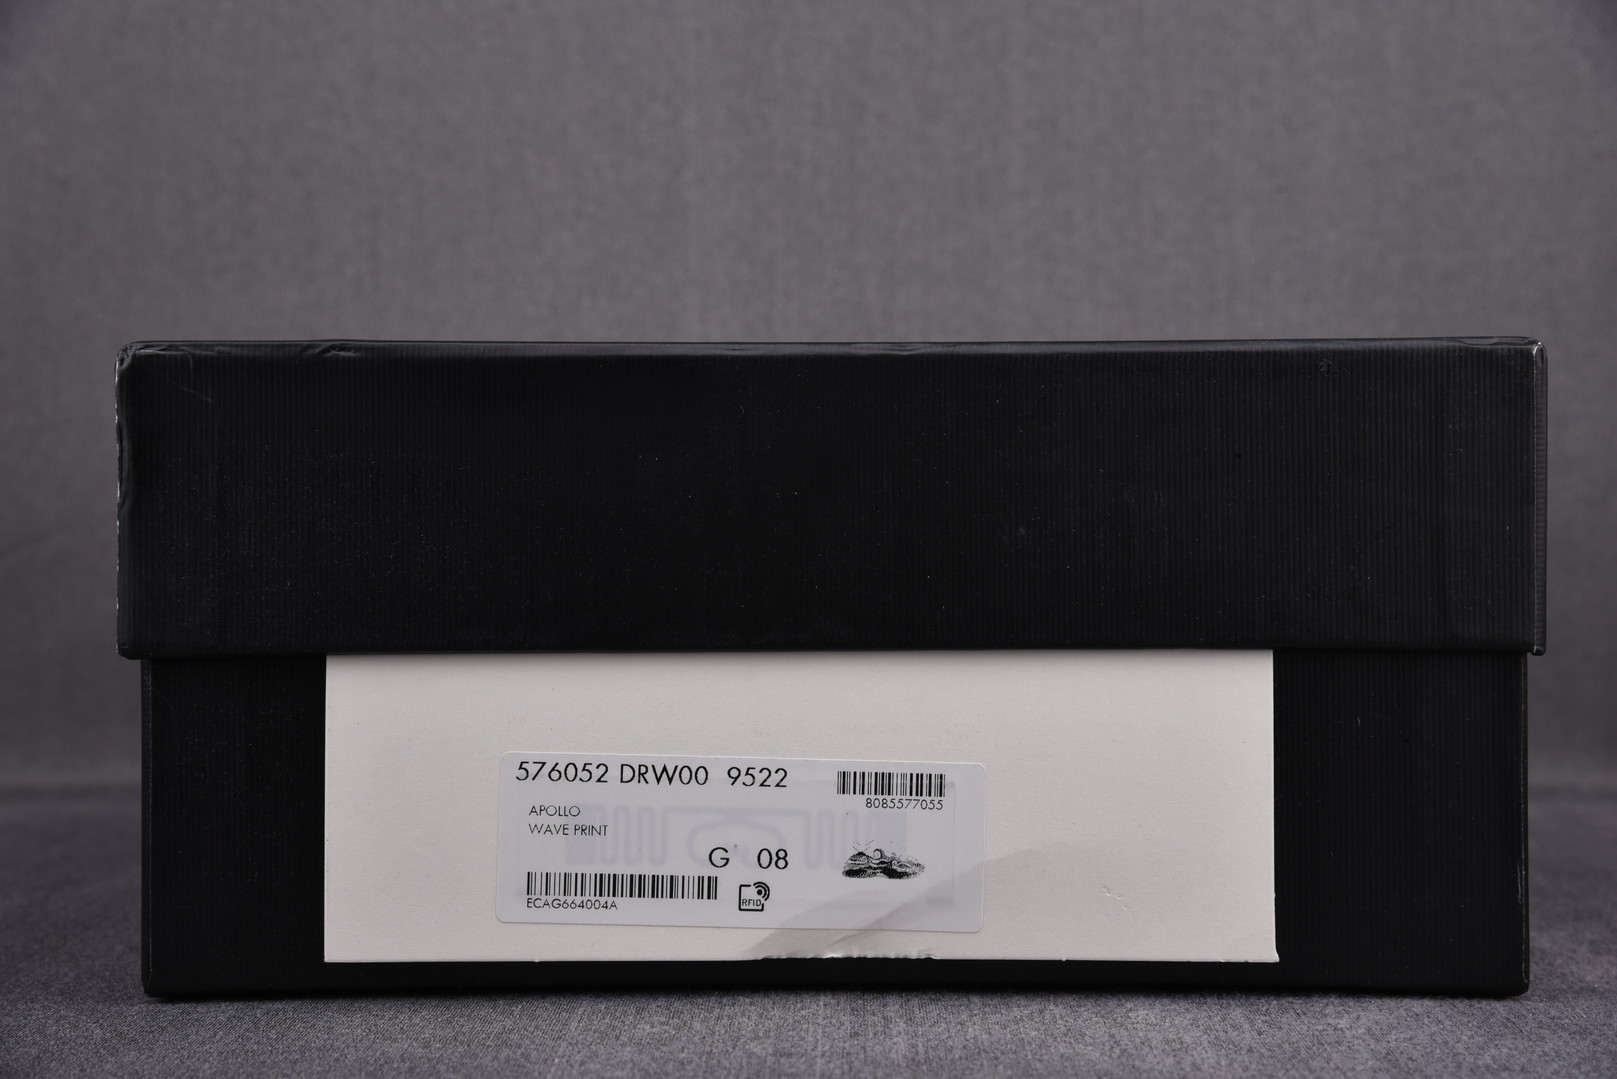 576052 DRW00 9522
8085577055
APOLLO
WAVE PRINT
G 08
ECAG664004A
RFID